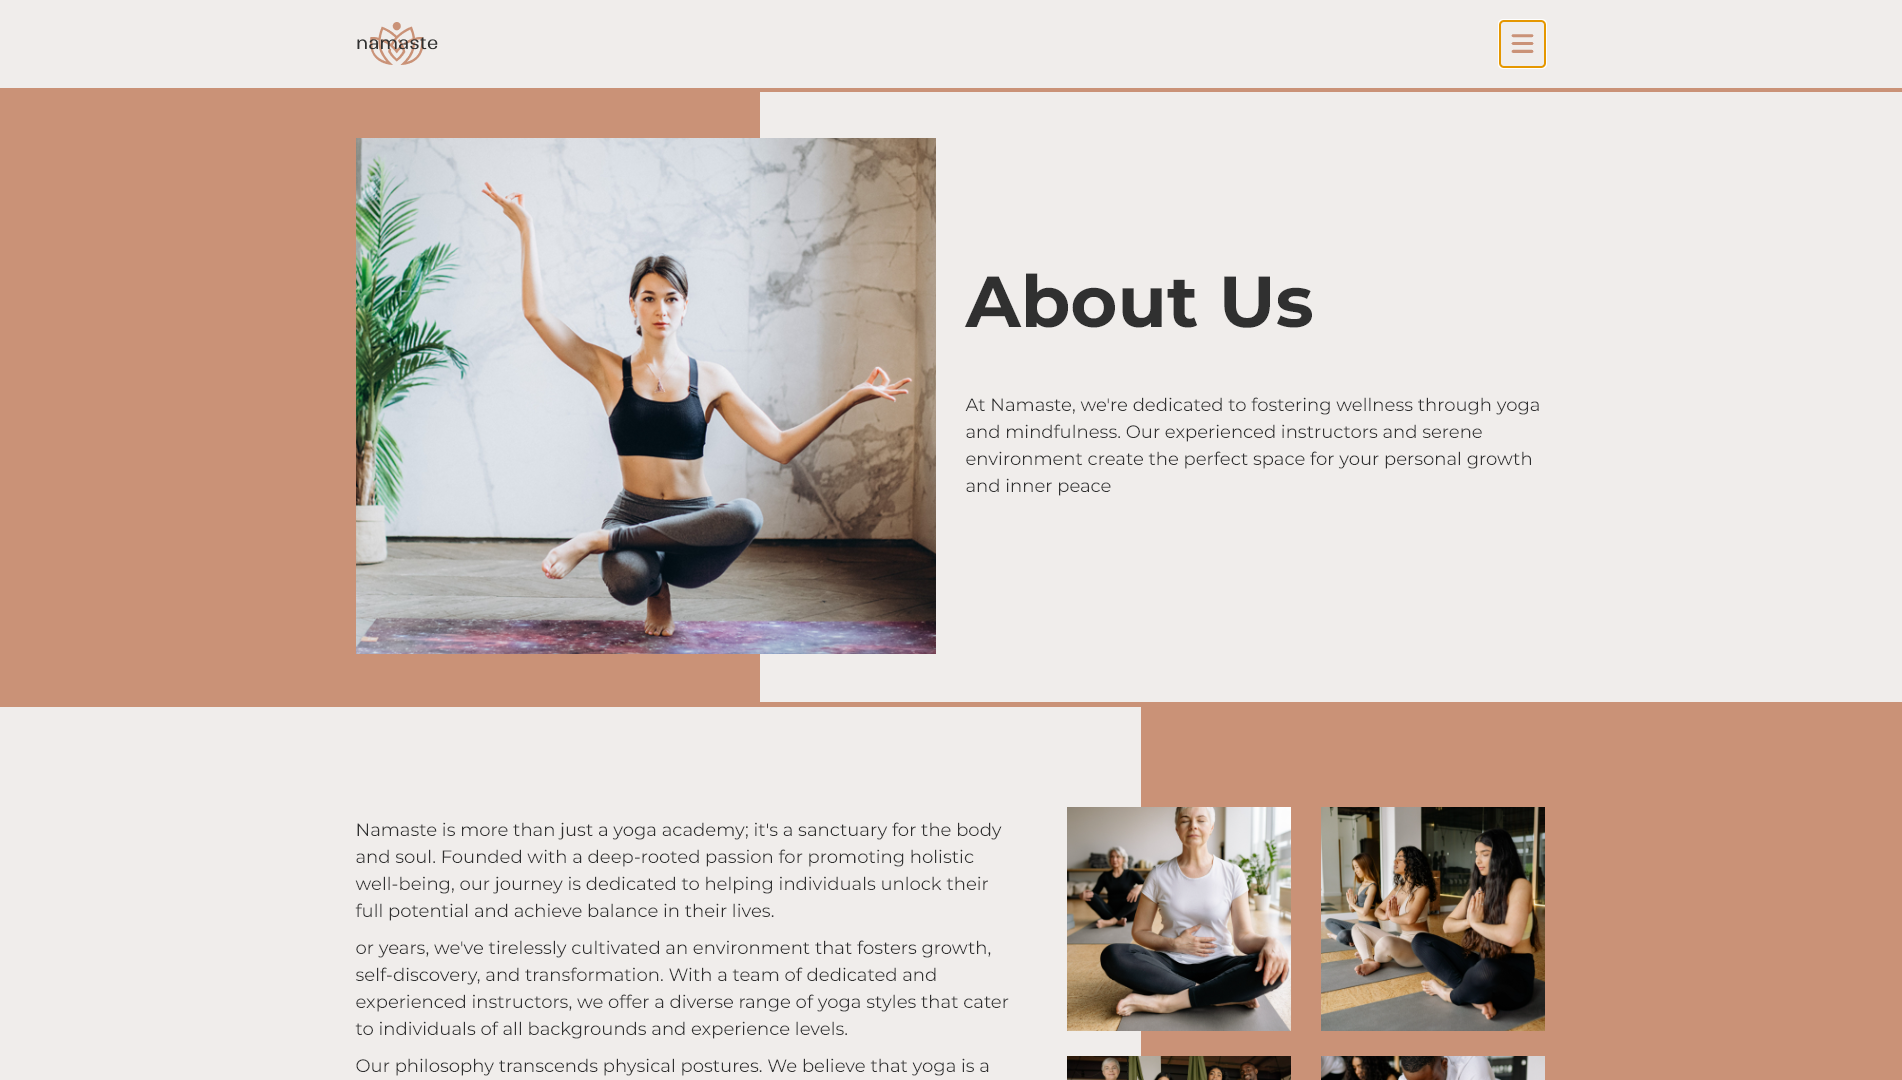 namaste
About Us
At Namaste, we're dedicated to fostering wellness through yoga
and mindfulness. Our experienced instructors and serene
environment create the perfect space for your personal growth
and inner peace
Namaste is more than just a yoga academy; it's a sanctuary for the body
and soul. Founded with a deep-rooted passion for promoting holistic
well-being, our journey is dedicated to helping individuals unlock their
full potential and achieve balance in their lives.
or years, we've tirelessly cultivated an environment that fosters growth,
self-discovery, and transformation. With a team of dedicated and
experienced instructors, we offer a diverse range of yoga styles that cater
to individuals of all backgrounds and experience levels.
Our philosophy transcends physical postures. We believe that yoga is a